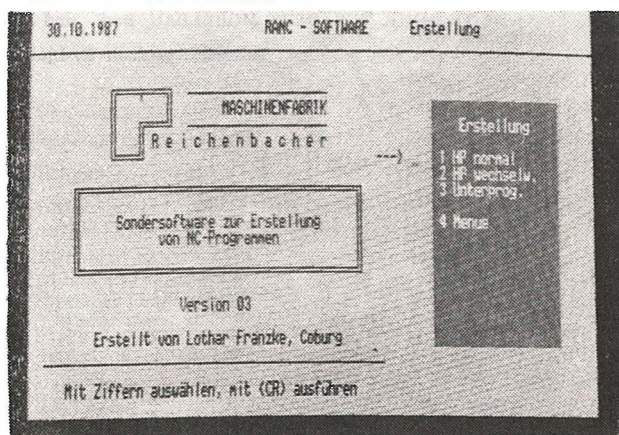 30.10.1987 RANC - SOFTWARE Erstellung
MASCHINENFABRIK
Reichenbacher
Sondersoftware zur Erstellung
von NC-Programmen
Version 03
Erstellt von Lothar Franzke, Coburg
Mit Ziffern auswählen, mit (CR) ausführen
---> _
Erstellung
1 HP normal
2 HP wechselw.
3 Unterprog.
4 Menue